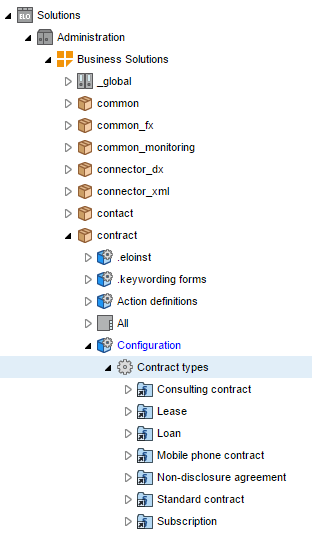 ELO Solutions
Administration
Business Solutions
_global
common
common_fx
common_monitoring
connector_dx
connector_xml
contact
contract
.eloinst
.keywording forms
Action definitions
All
Configuration
Contract types
Consulting contract
Lease
Loan
Mobile phone contract
Non-disclosure agreement
Standard contract
Subscription